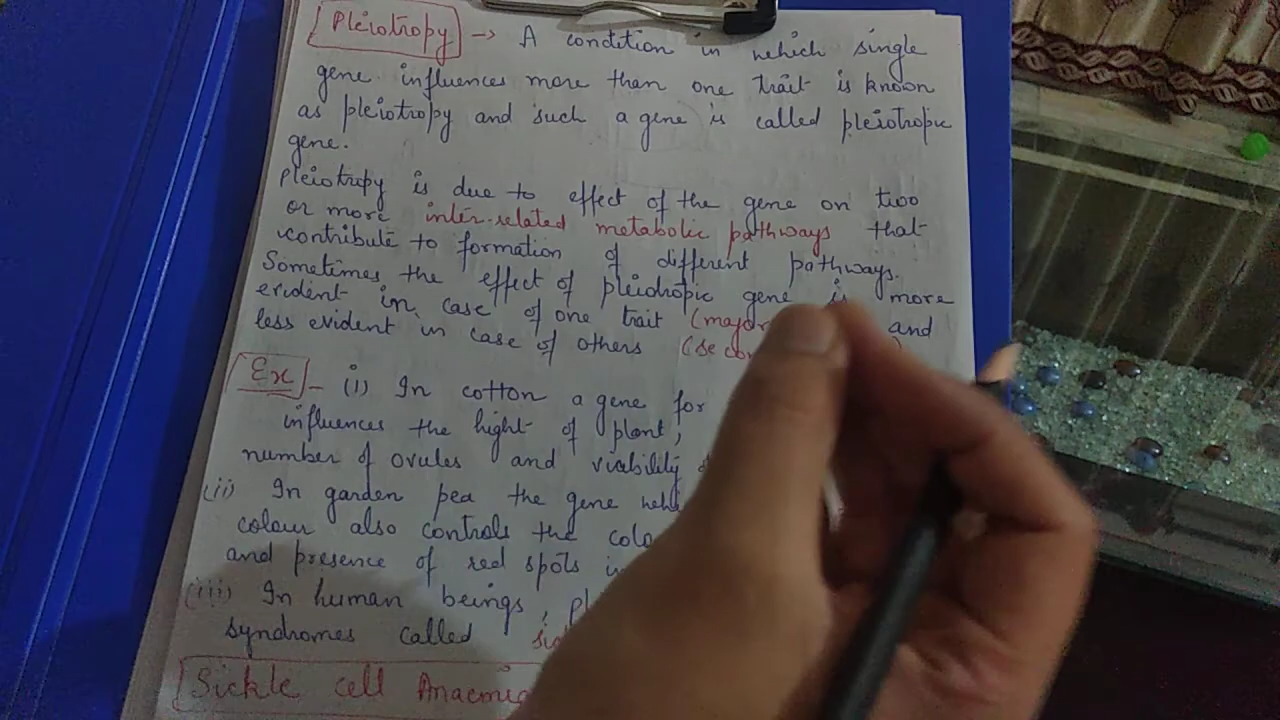 Pleiotropy → A condition in which single
gene influences more than one trait is known
as pleiotropy and such a gene is called pleiotropic
gene.
Pleiotropy is due to effect of the gene on two
or more inter-related metabolic pathways that
contribute to formation of different pathways.
Sometimes the effect of pleiotropic gene is more
evident in case of one trait (major and
less evident in case of others (secon )
Ex - (i) In cotton a gene for
influences the hight of plant,
number of ovules and viability
(ii) In garden pea the gene
colour also controls the
and presence of red spots
(iii) In human beings,
syndromes called
Sickle cell Anaemia